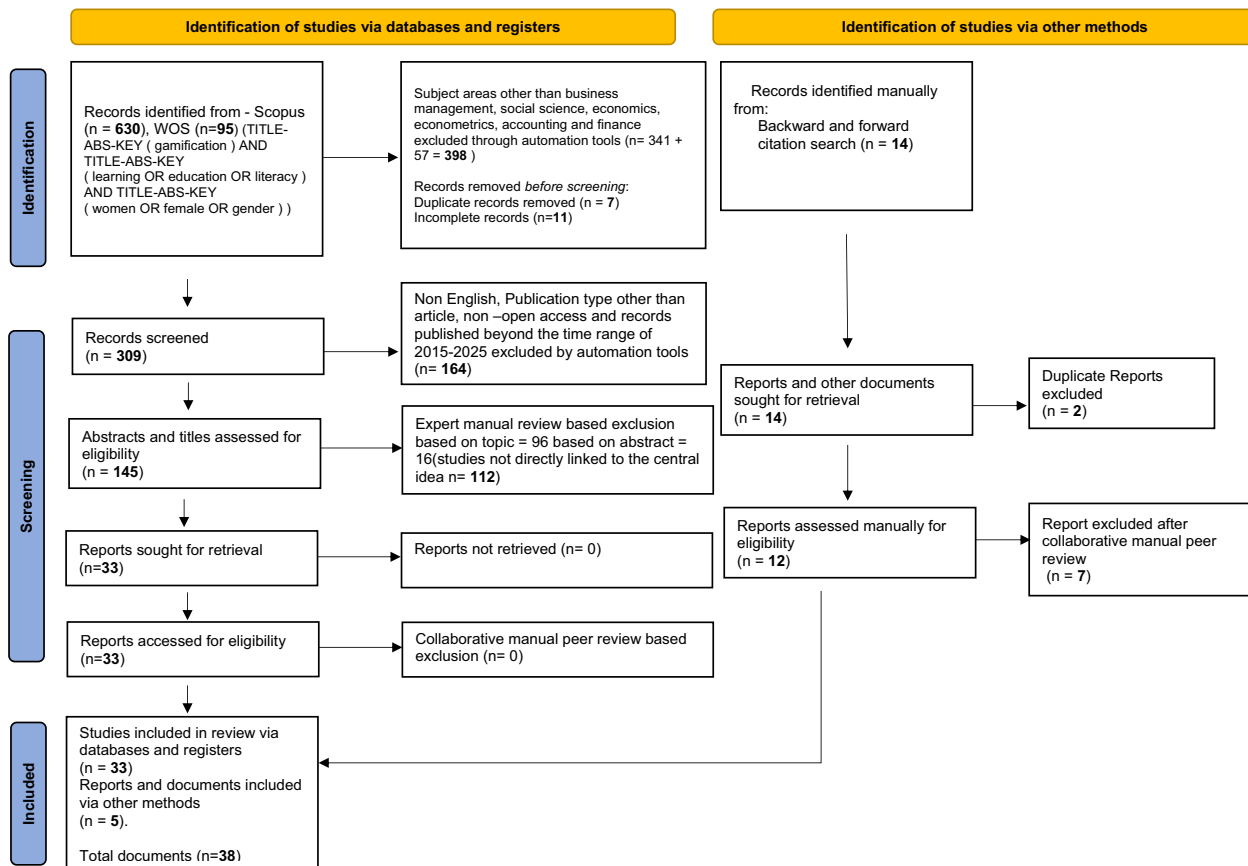 Identification of studies via databases and registers
Identification of studies via other methods
Identification
Records identified from - Scopus
(n = 630), WOS (n=95) (TITLE-
ABS-KEY ( gamification ) AND
TITLE-ABS-KEY
( learning OR education OR literacy )
AND TITLE-ABS-KEY
( women OR female OR gender ) )
Subject areas other than business
management, social science, economics,
econometrics, accounting and finance
excluded through automation tools (n= 341 +
57 = 398 )
Records removed before screening:
Duplicate records removed (n = 7)
Incomplete records (n=11)
Records identified manually
from:
Backward and forward
citation search (n = 14)
Screening
Records screened
(n = 309)
Non English, Publication type other than
article, non –open access and records
published beyond the time range of
2015-2025 excluded by automation tools
(n= 164)
Reports and other documents
sought for retrieval
(n = 14)
Duplicate Reports
excluded
(n = 2)
Abstracts and titles assessed for
eligibility
(n = 145)
Expert manual review based exclusion
based on topic = 96 based on abstract =
16(studies not directly linked to the central
idea n= 112)
Reports sought for retrieval
(n=33)
Reports not retrieved (n= 0)
Reports assessed manually for
eligibility
(n = 12)
Report excluded after
collaborative manual peer
review
(n = 7)
Reports accessed for eligibility
(n=33)
Collaborative manual peer review based
exclusion (n= 0)
Included
Studies included in review via
databases and registers
(n = 33)
Reports and documents included
via other methods
(n = 5).
Total documents (n=38)